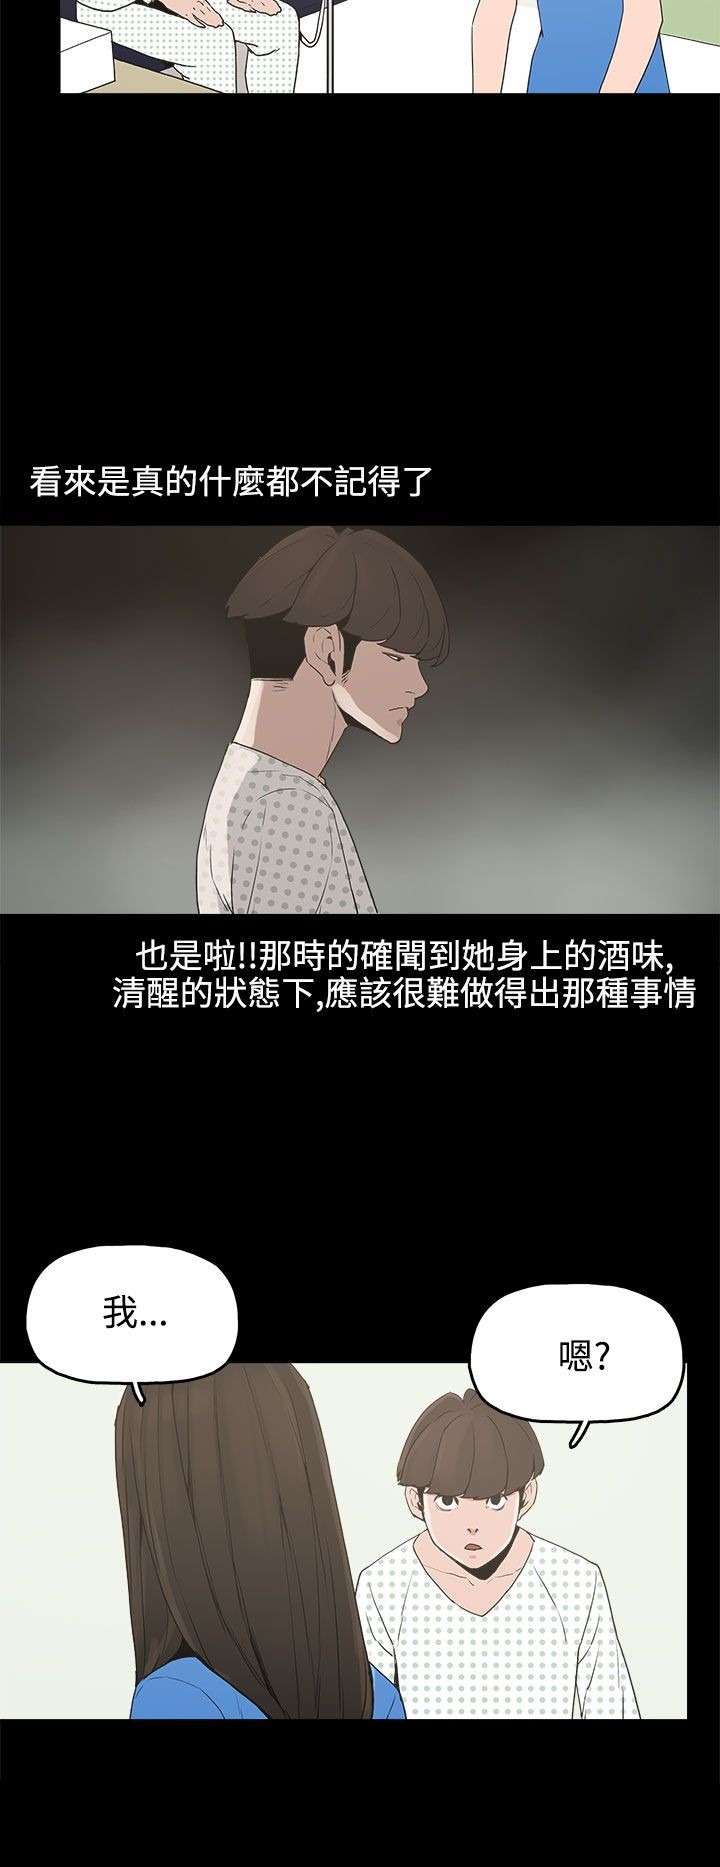 看來是真的什麼都不記得了
也是啦!!那時的確聞到她身上的酒味,
清醒的狀態下,應該很難做得出那種事情
我...
嗯?